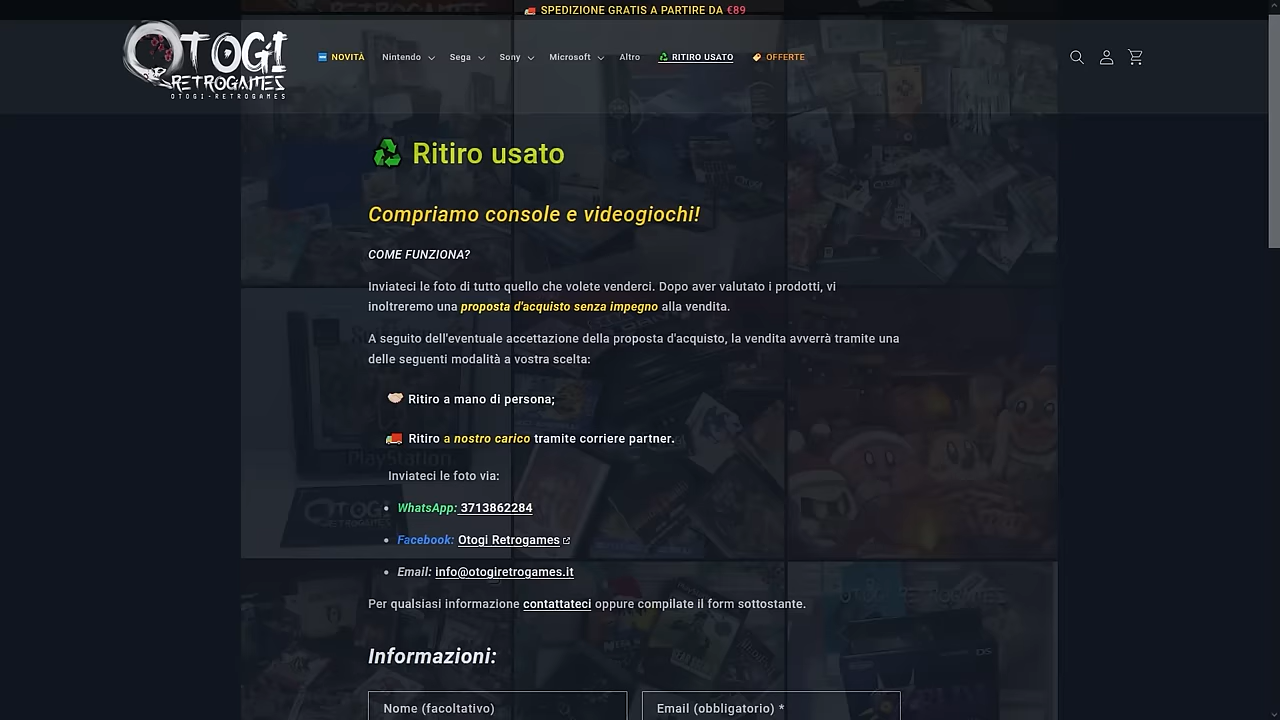 SPEDIZIONE GRATIS A PARTIRE DA €89
OTOGI
RETROGAMES
OTOGI-RETROGAMES
NOVITÀ
Nintendo
Sega
Sony
Microsoft
Altro
RITIRO USATO
OFFERTE
Ritiro usato
Compriamo console e videogiochi!
COME FUNZIONA?
Inviateci le foto di tutto quello che volete venderci. Dopo aver valutato i prodotti, vi
inoltreremo una proposta d'acquisto senza impegno alla vendita.
A seguito dell'eventuale accettazione della proposta d'acquisto, la vendita avverrà tramite una
delle seguenti modalità a vostra scelta:
Ritiro a mano di persona;
Ritiro a nostro carico tramite corriere partner.
PlayStation
Inviateci le foto via:
WhatsApp: 3713862284
OTOGI
RETROGAMES
Facebook: Otogi Retrogames
Email: info@otogiretrogames.it
Per qualsiasi informazione contattateci oppure compilate il form sottostante.
Informazioni:
Nome (facoltativo)
Email (obbligatorio) *